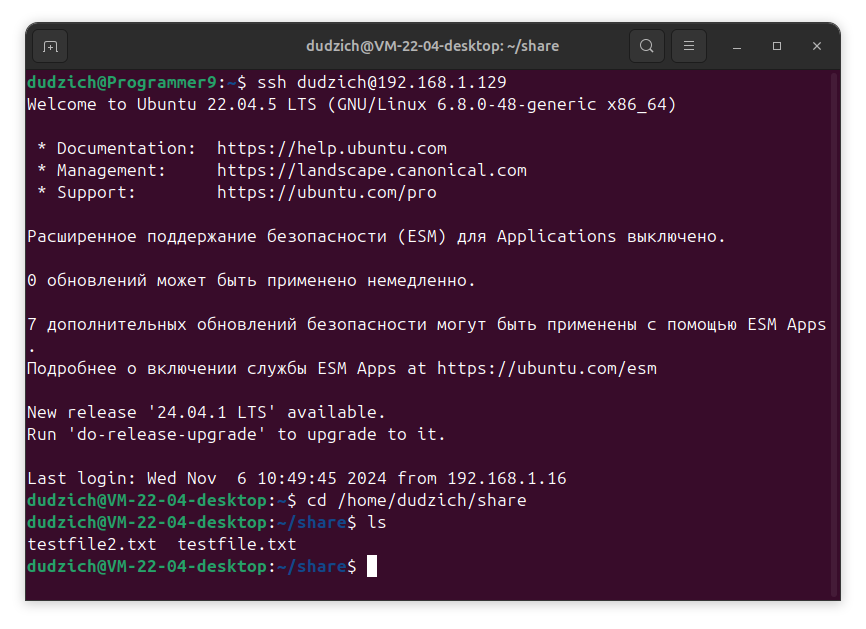 dudzich@VM-22-04-desktop: ~/share
dudzich@Programmer9:~$ ssh dudzich@192.168.1.129
Welcome to Ubuntu 22.04.5 LTS (GNU/Linux 6.8.0-48-generic x86_64)
* Documentation:  https://help.ubuntu.com
* Management:     https://landscape.canonical.com
* Support:        https://ubuntu.com/pro
Расширенное поддержание безопасности (ESM) для Applications выключено.
0 обновлений может быть применено немедленно.
7 дополнительных обновлений безопасности могут быть применены с помощью ESM Apps
.
Подробнее о включении службы ESM Apps at https://ubuntu.com/esm
New release '24.04.1 LTS' available.
Run 'do-release-upgrade' to upgrade to it.
Last login: Wed Nov  6 10:49:45 2024 from 192.168.1.16
dudzich@VM-22-04-desktop:~$ cd /home/dudzich/share
dudzich@VM-22-04-desktop:~/share$ ls
testfile2.txt  testfile.txt
dudzich@VM-22-04-desktop:~/share$